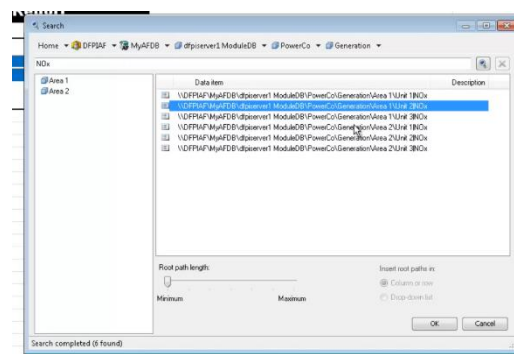 Search
Home DFPIAF MyAFDB dfpiserver1 ModuleDB PowerCo Generation
NOx
Area 1
Area 2
Data item Description
\\DFPIAF\MyAFDB\dfpiserver1 ModuleDB\PowerCo\Generation\Area 1\Unit 1|NOx
\\DFPIAF\MyAFDB\dfpiserver1 ModuleDB\PowerCo\Generation\Area 1\Unit 2|NOx
\\DFPIAF\MyAFDB\dfpiserver1 ModuleDB\PowerCo\Generation\Area 1\Unit 3|NOx
\\DFPIAF\MyAFDB\dfpiserver1 ModuleDB\PowerCo\Generation\Area 2\Unit 1|NOx
\\DFPIAF\MyAFDB\dfpiserver1 ModuleDB\PowerCo\Generation\Area 2\Unit 2|NOx
\\DFPIAF\MyAFDB\dfpiserver1 ModuleDB\PowerCo\Generation\Area 2\Unit 3|NOx
Root path length: Insert root paths in:
Column or row
Minimum Maximum Drop-down list
OK Cancel
Search completed (6 found)